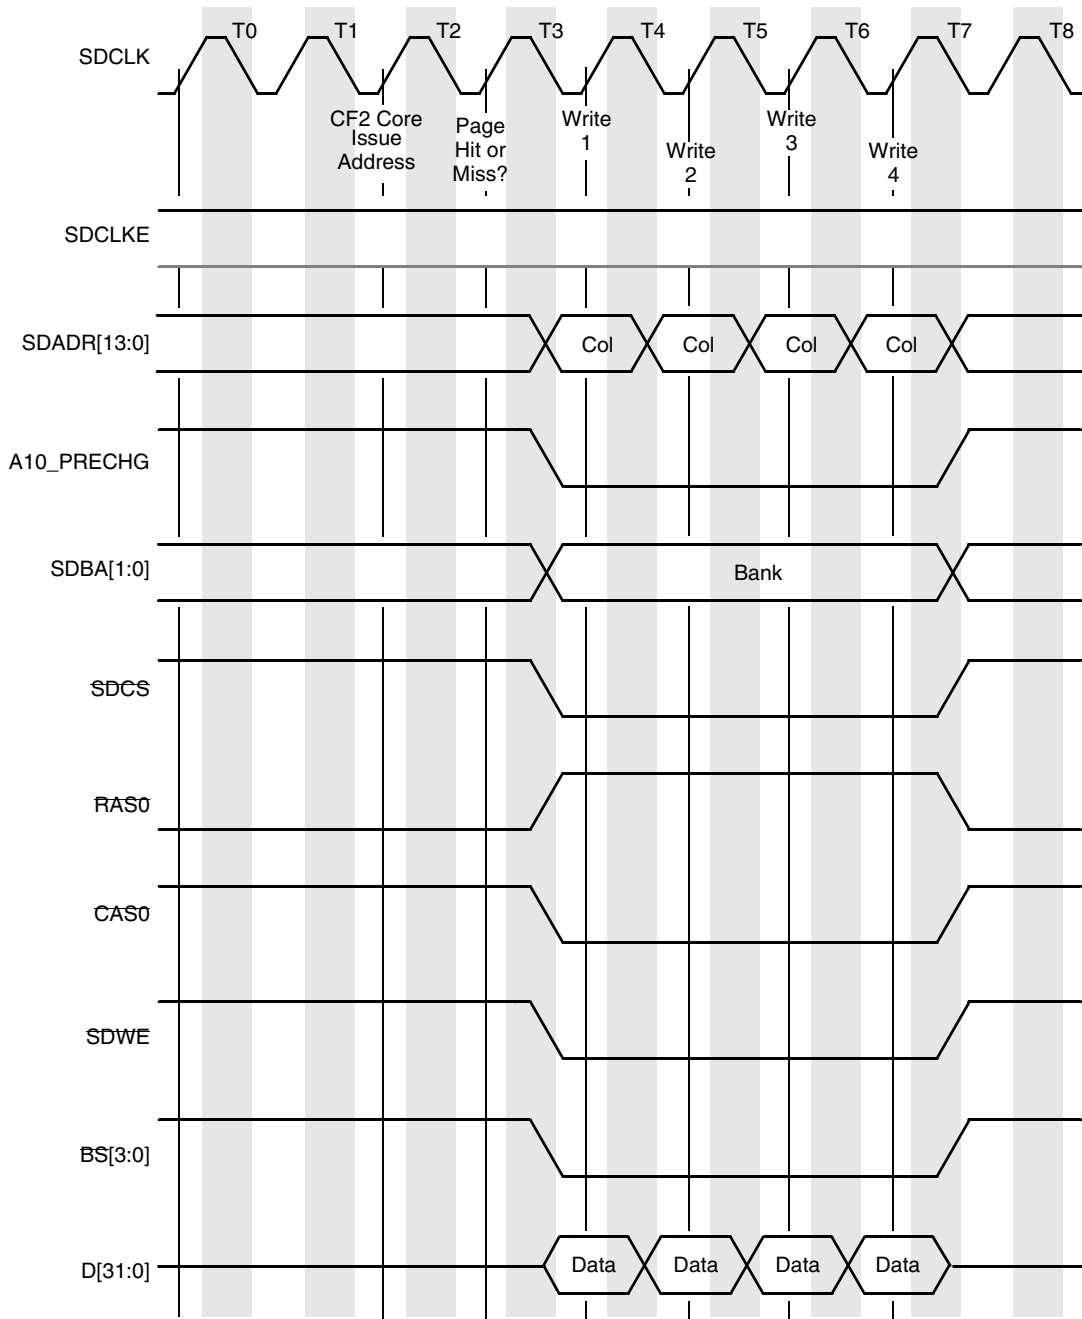 T0 T1 T2 T3 T4 T5 T6 T7 T8
SDCLK
CF2 Core
Issue
Address
Page
Hit or
Miss?
Write
1
Write
2
Write
3
Write
4
SDCLKE
SDADR[13:0] Col Col Col Col
A10_PRECHG
SDBA[1:0] Bank
SDCS
RAS0
CAS0
SDWE
BS[3:0]
D[31:0] Data Data Data Data